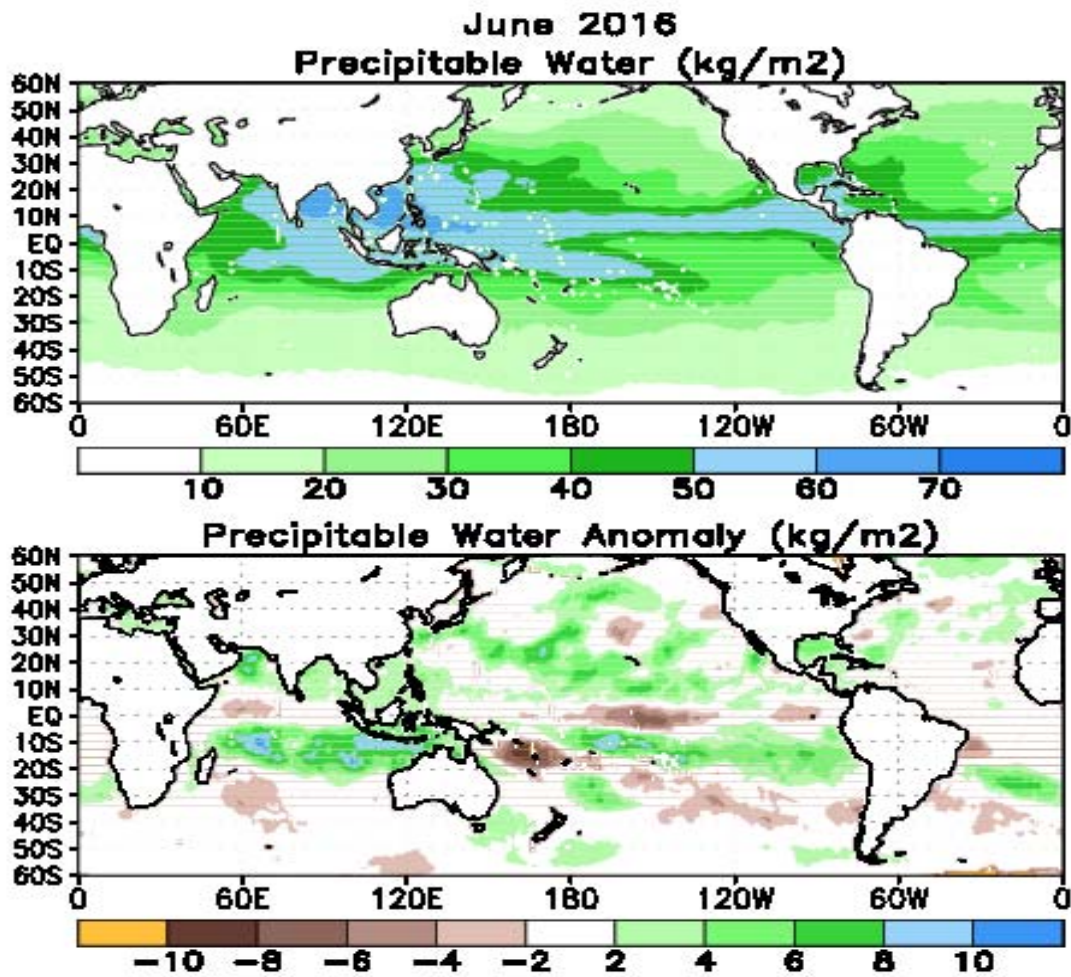 June 2016
Precipitable Water (kg/m2)
60N
50N
40N
30N
20N
10N
EQ
10S
20S
30S
40S
50S
60S
0 60E 120E 180 120W 60W 0
10 20 30 40 50 60 70
Precipitable Water Anomaly (kg/m2)
60N
50N
40N
30N
20N
10N
EQ
10S
20S
30S
40S
50S
60S
0 60E 120E 180 120W 60W 0
-10 -8 -6 -4 -2 2 4 6 8 10